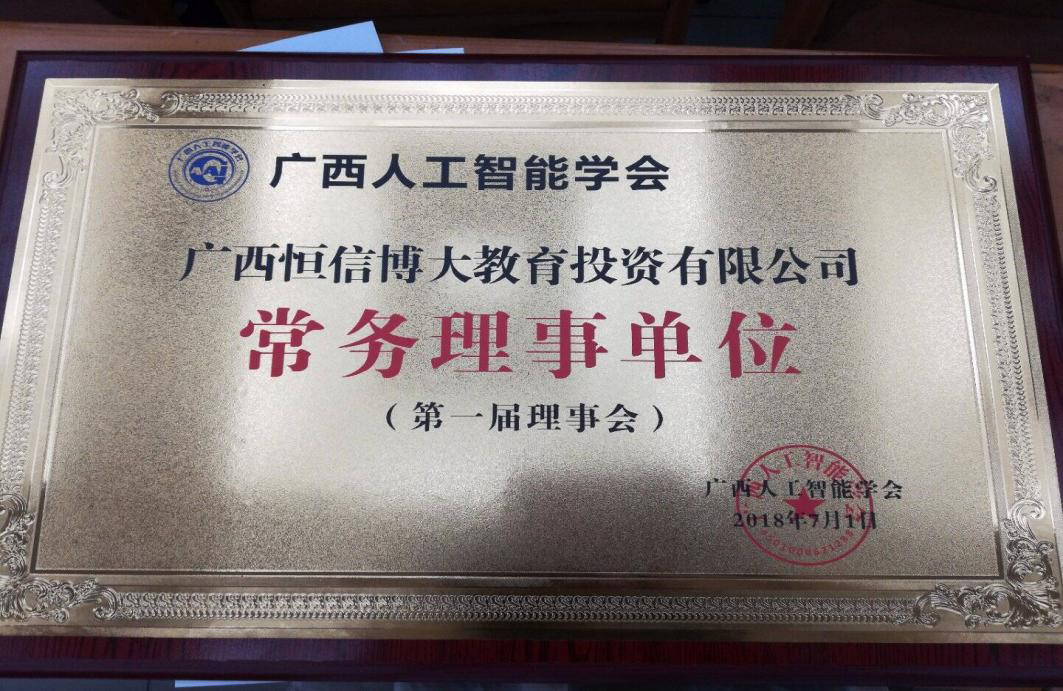 广西人工智能学会
广西恒信博大教育投资有限公司
常务理事单位
（第一届理事会）
广西人工智能学会
2018年7月1日